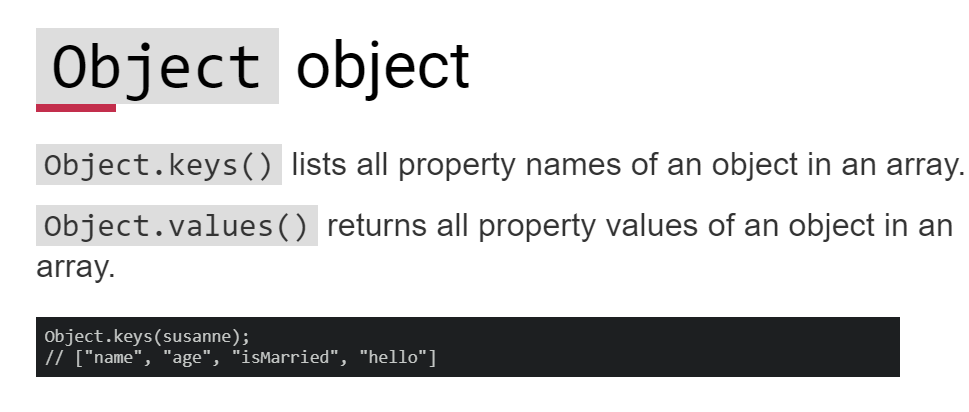 Object object
Object.keys() lists all property names of an object in an array.
Object.values() returns all property values of an object in an
array.
Object.keys(susanne);
// ["name", "age", "isMarried", "hello"]